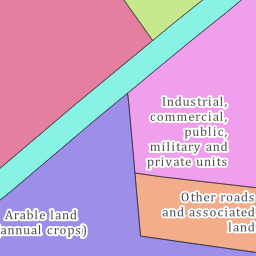 Industrial,
commercial,
public,
military and
private units
Other roads
and associated
land
Arable land
(annual crops)